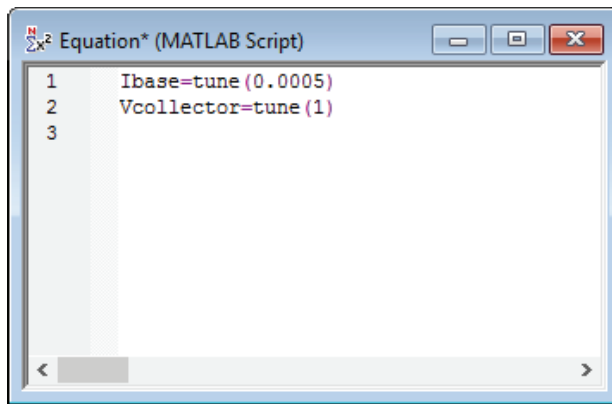 Equation* (MATLAB Script)
1 Ibase=tune(0.0005)
2 Vcollector=tune(1)
3